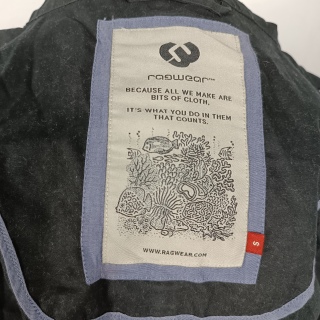 ragwear™
BECAUSE ALL WE MAKE ARE
BITS OF CLOTH,
IT'S WHAT YOU DO IN THEM
THAT COUNTS.
WWW.RAGWEAR.COM
S